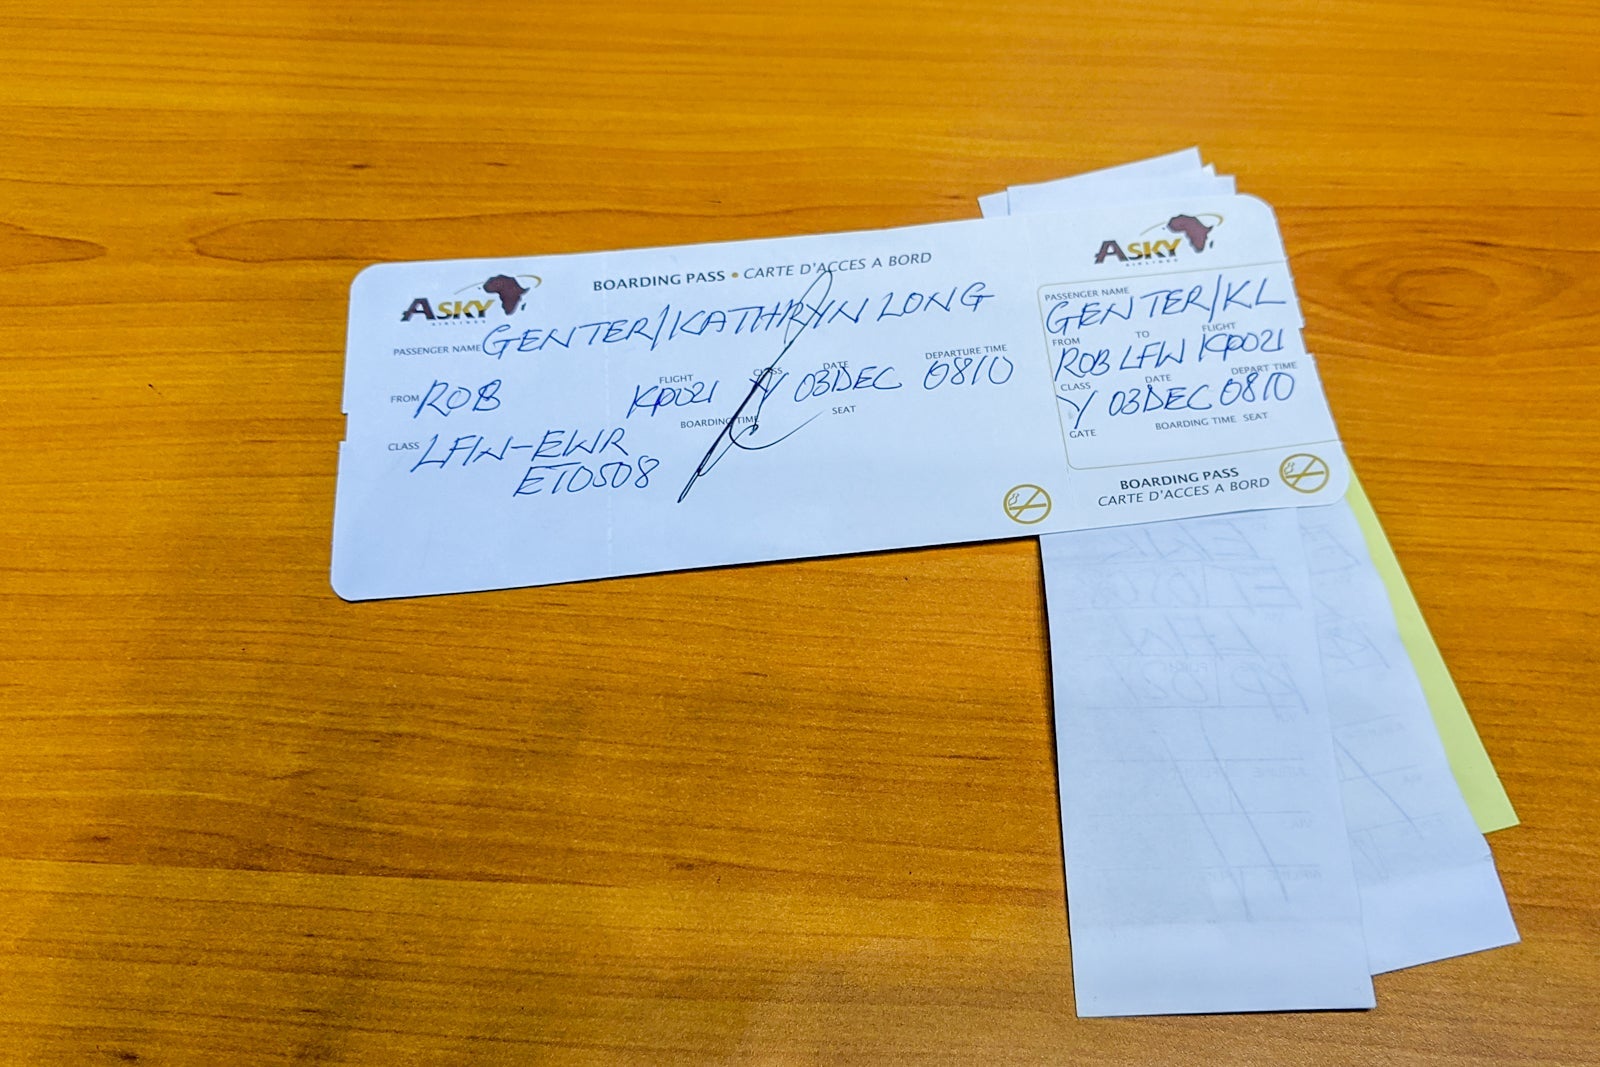 ASKY
AIRLINES
BOARDING PASS • CARTE D'ACCES A BORD
PASSENGER NAME GENTER/KATHRYN LONG
FLIGHT CLASS DATE DEPARTURE TIME
FROM ROB KP021 Y 03DEC 0810
BOARDING TIME SEAT
CLASS LFW-EWR
ET0508
ASKY
AIRLINES
PASSENGER NAME
GENTER/KL
FROM TO FLIGHT
ROB LFW KP021
CLASS DATE DEPART TIME
Y 03DEC 0810
GATE BOARDING TIME SEAT
BOARDING PASS
CARTE D'ACCES A BORD